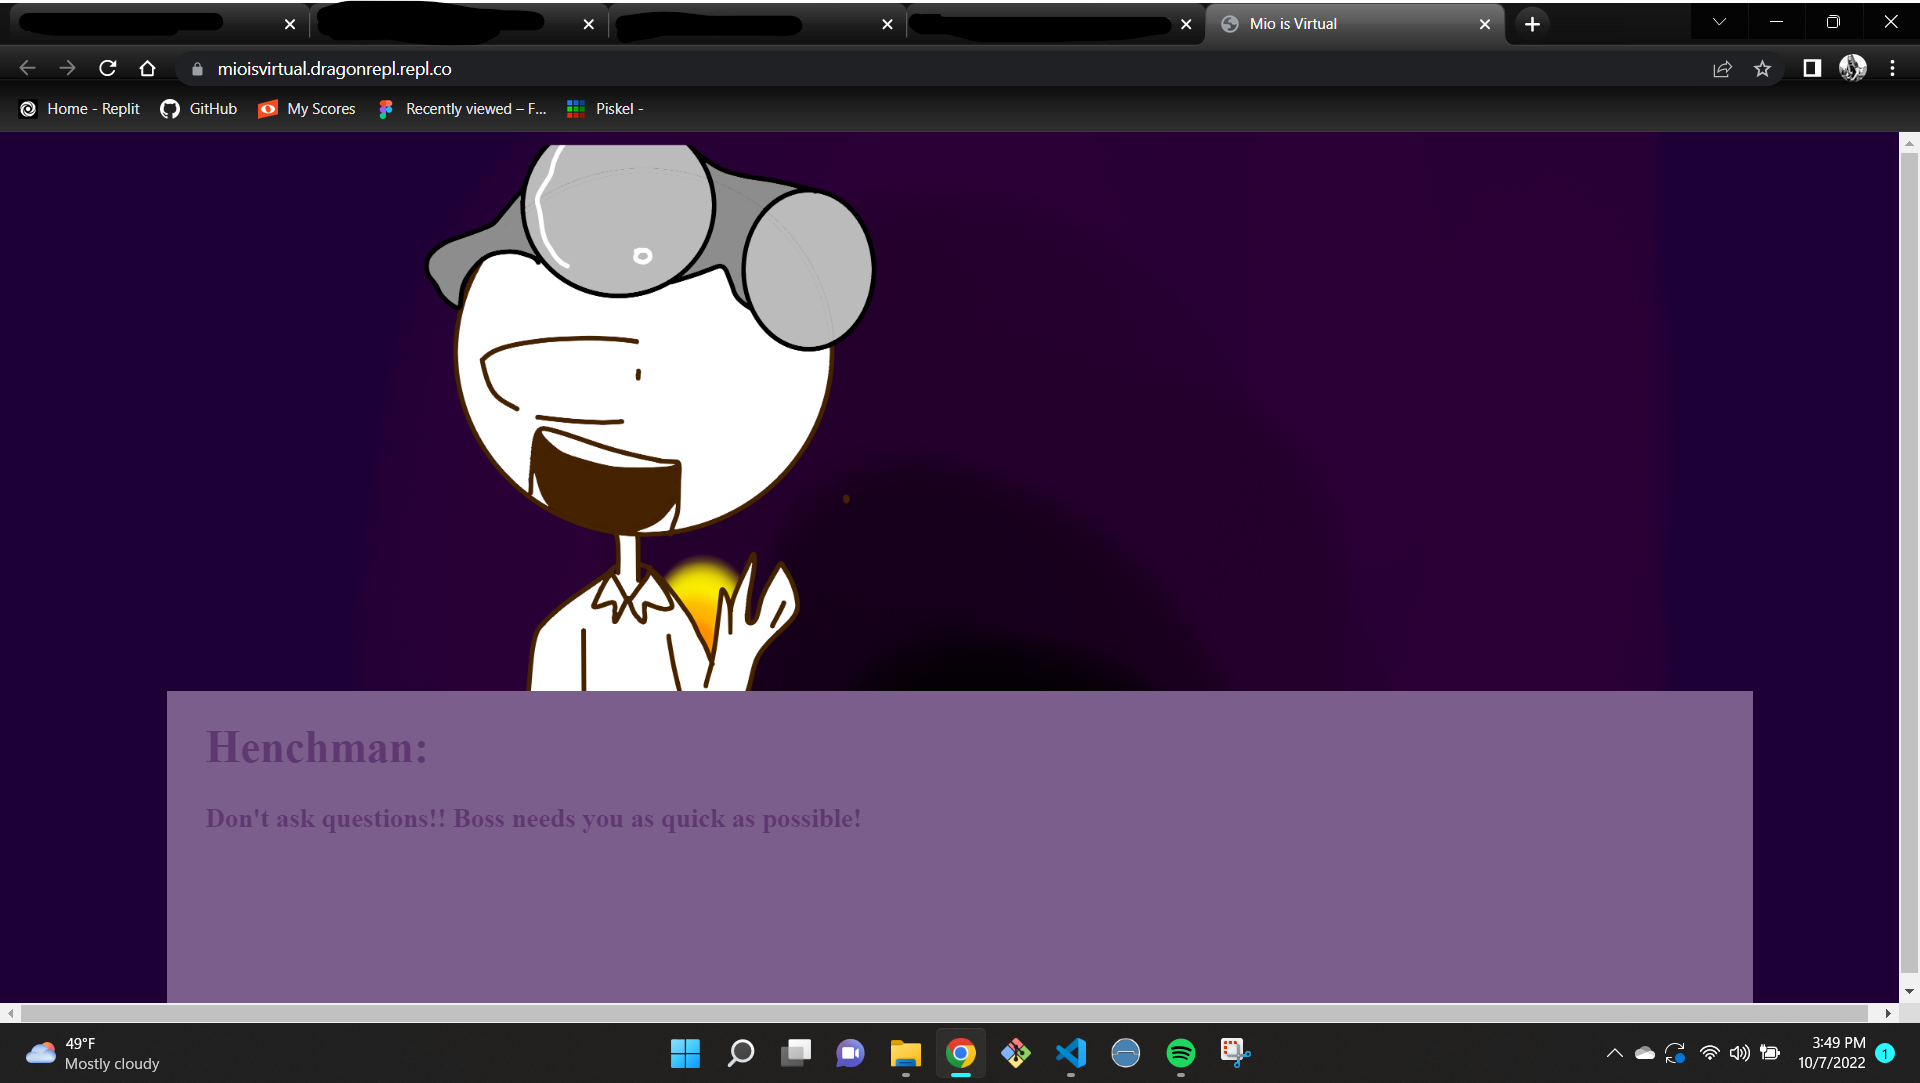 Mio is Virtual
mioisvirtual.dragonrepl.repl.co
Home - Replit GitHub My Scores Recently viewed – F... Piskel -
Henchman:
Don't ask questions!! Boss needs you as quick as possible!
49°F
Mostly cloudy
3:49 PM
10/7/2022
1